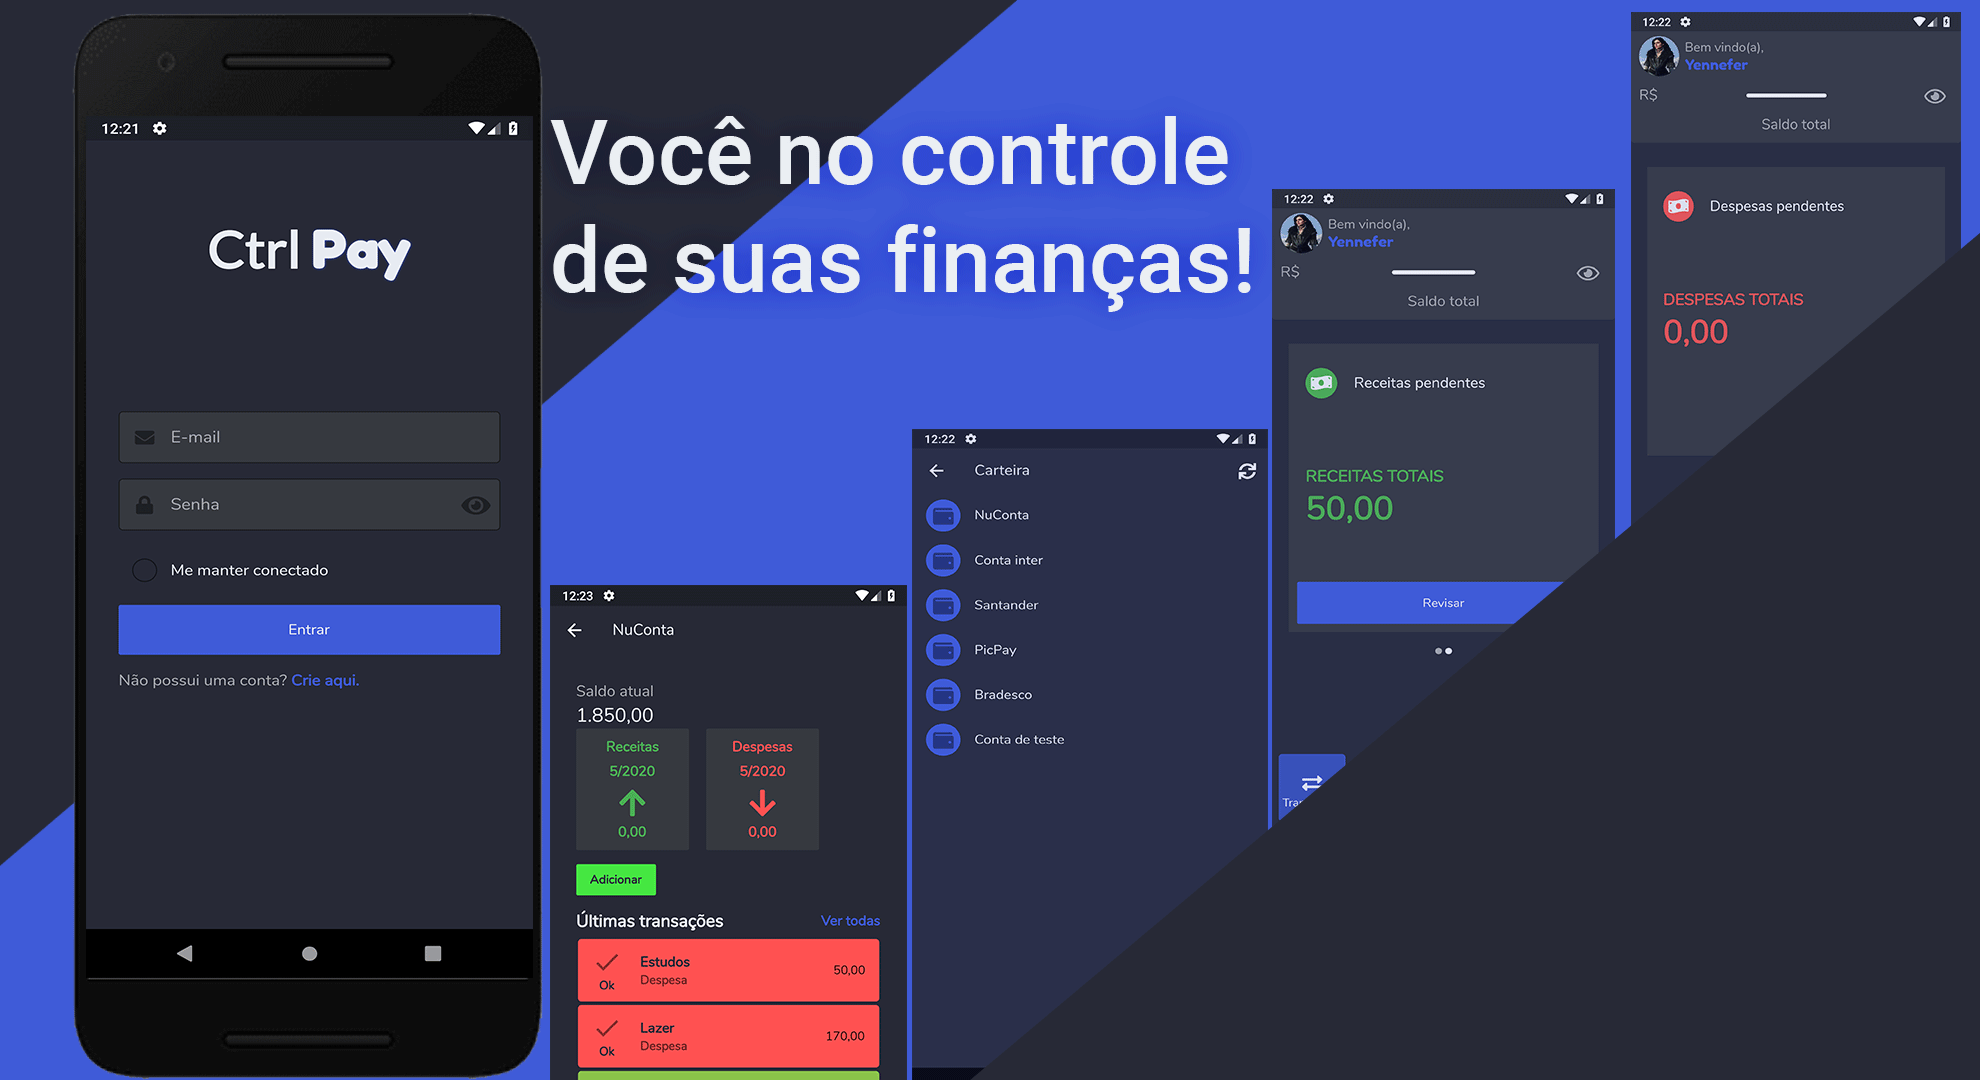 12:21
Ctrl Pay
E-mail
Senha
Me manter conectado
Entrar
Não possui uma conta? Crie aqui.
Você no controle
de suas finanças!
12:23
NuConta
Saldo atual
1.850,00
Receitas
5/2020
0,00
Despesas
5/2020
0,00
Adicionar
Últimas transações Ver todas
Estudos
Despesa
50,00
Ok
Lazer
Despesa
170,00
Ok
12:22
Carteira
NuConta
Conta inter
Santander
PicPay
Bradesco
Conta de teste
12:22
Bem vindo(a),
Yennefer
R$
Saldo total
Receitas pendentes
RECEITAS TOTAIS
50,00
Revisar
12:22
Bem vindo(a),
Yennefer
R$
Saldo total
Despesas pendentes
DESPESAS TOTAIS
0,00